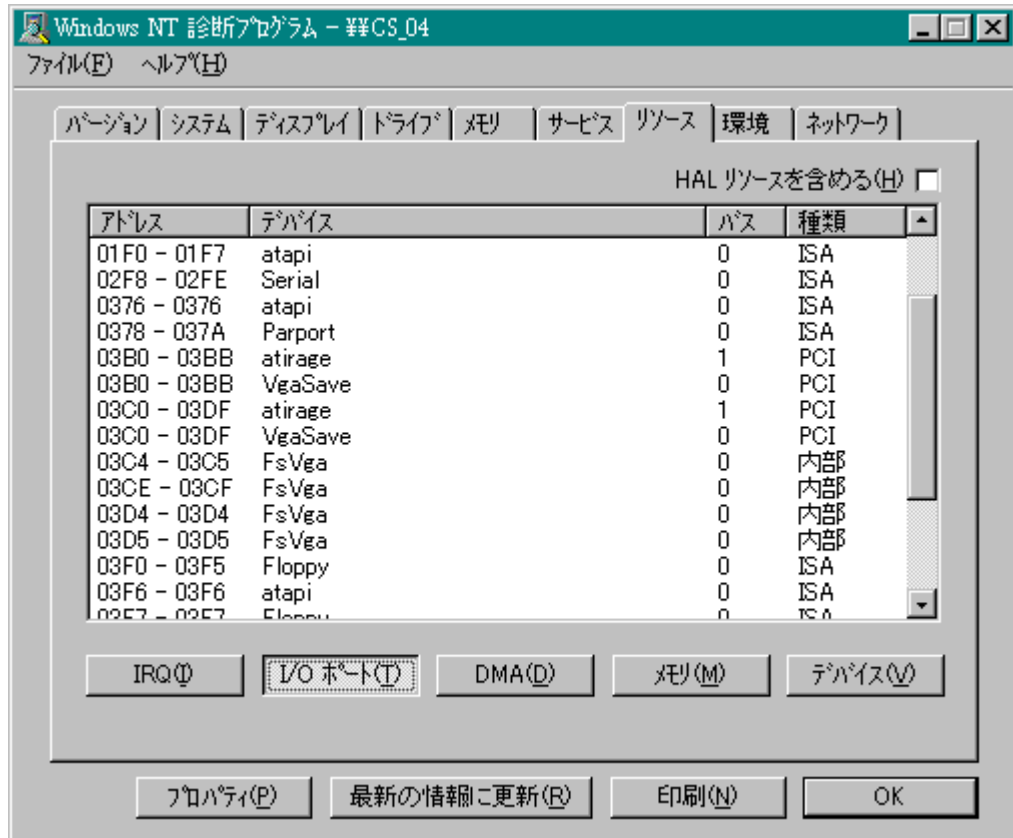 Windows NT 診断プログラム - ¥¥CS_04
ファイル(F) ヘルプ(H)
バージョン システム ディスプレイ ドライブ メモリ サービス リソース 環境 ネットワーク
HAL リソースを含める(H)
アドレス デバイス バス 種類
01F0 - 01F7 atapi 0 ISA
02F8 - 02FE Serial 0 ISA
0376 - 0376 atapi 0 ISA
0378 - 037A Parport 0 ISA
03B0 - 03BB atirage 1 PCI
03B0 - 03BB VgaSave 0 PCI
03C0 - 03DF atirage 1 PCI
03C0 - 03DF VgaSave 0 PCI
03C4 - 03C5 FsVga 0 内部
03CE - 03CF FsVga 0 内部
03D4 - 03D4 FsVga 0 内部
03D5 - 03D5 FsVga 0 内部
03F0 - 03F5 Floppy 0 ISA
03F6 - 03F6 atapi 0 ISA
03F7 - 03F7 Floppy 0 ISA
IRQ(I) I/O ポート(T) DMA(D) メモリ(M) デバイス(V)
プロパティ(P) 最新の情報に更新(R) 印刷(N) OK